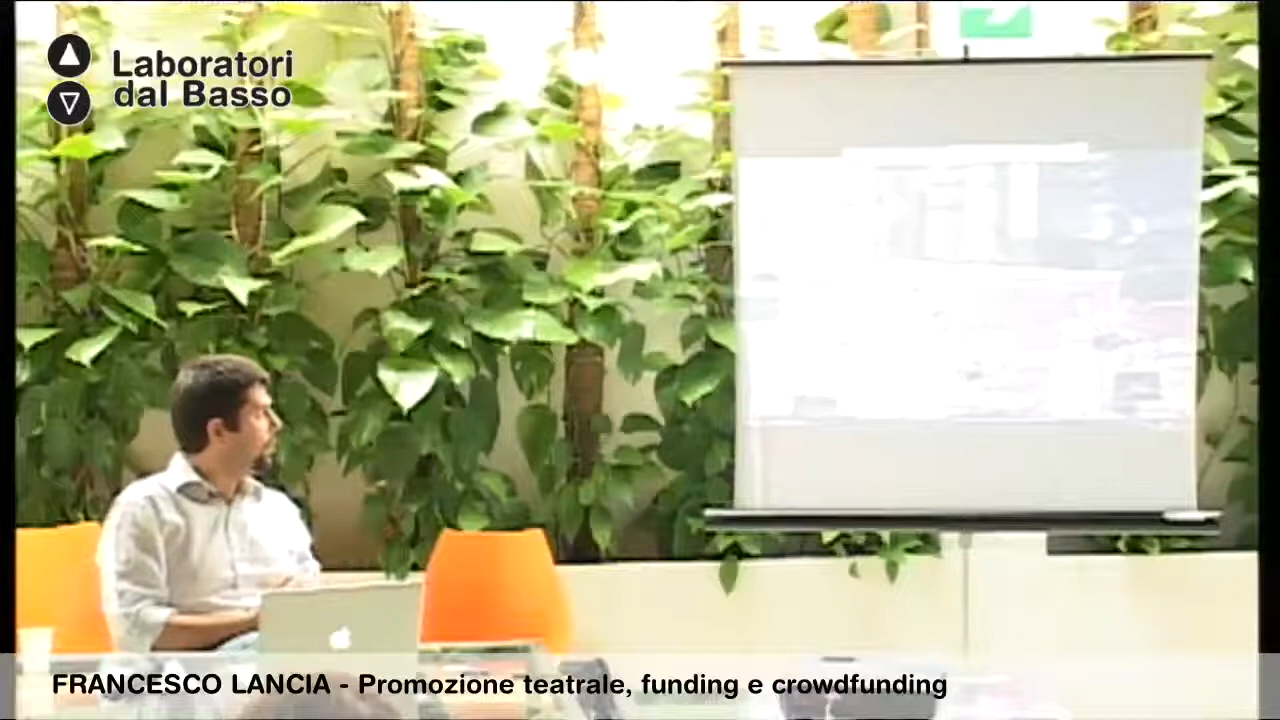 Laboratori
dal Basso
FRANCESCO LANCIA - Promozione teatrale, funding e crowdfunding